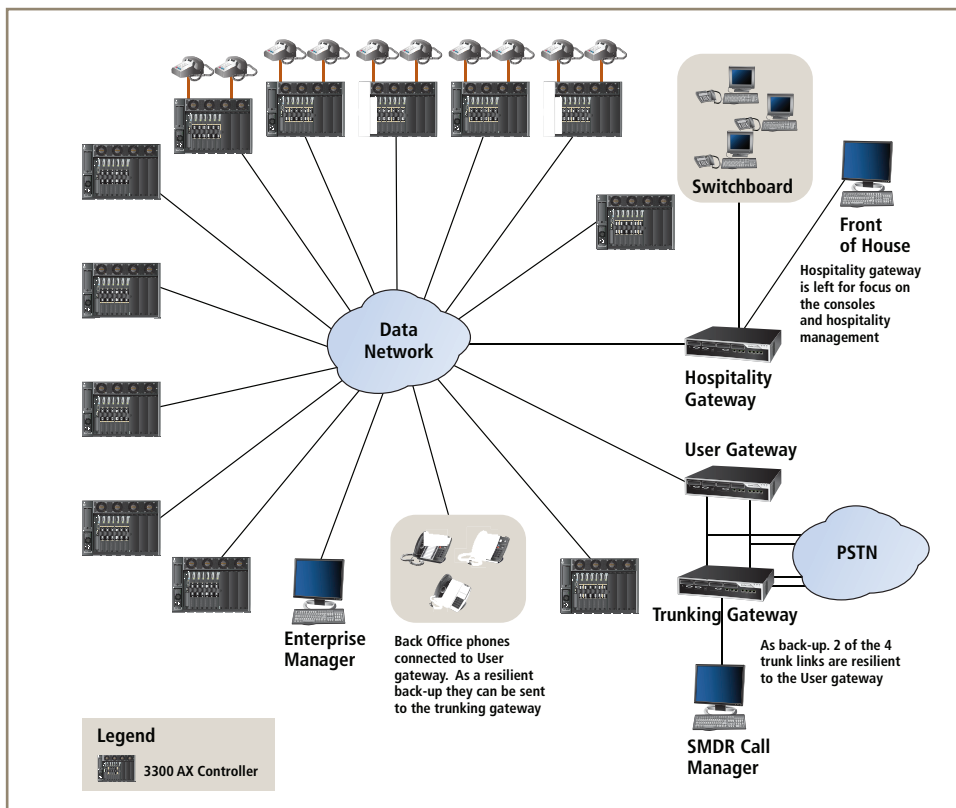 Switchboard
Front
of House
Hospitality gateway
is left for focus on
the consoles
and hospitality
management
Data
Network
Hospitality
Gateway
User Gateway
PSTN
Trunking Gateway
As back-up. 2 of the 4
trunk links are resilient
to the User gateway
Enterprise
Manager
Back Office phones
connected to User
gateway. As a resilient
back-up they can be sent
to the trunking gateway
SMDR Call
Manager
Legend
3300 AX Controller